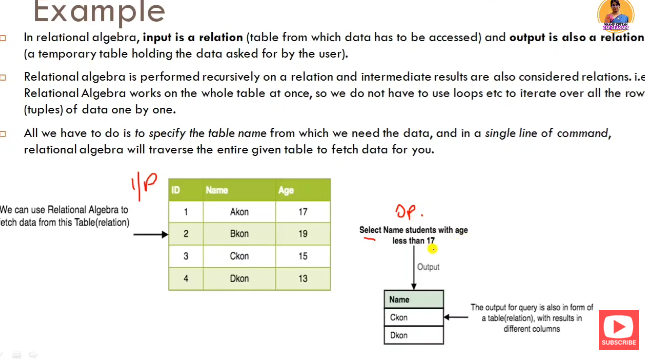 Example
In relational algebra, input is a relation (table from which data has to be accessed) and output is also a relation
(a temporary table holding the data asked for by the user).
Relational algebra is performed recursively on a relation and intermediate results are also considered relations. i.e
Relational Algebra works on the whole table at once, so we do not have to use loops etc to iterate over all the row
(tuples) of data one by one.
All we have to do is to specify the table name from which we need the data, and in a single line of command,
relational algebra will traverse the entire given table to fetch data for you.
I/P
We can use Relational Algebra to
fetch data from this Table(relation)
ID Name Age
1 Akon 17
2 Bkon 19
3 Ckon 15
4 Dkon 13
OP.
Select Name students with age
less than 17
Output
Name
Ckon
Dkon
The output for query is also in form of
a table(relation), with results in
different columns
SUBSCRIBE